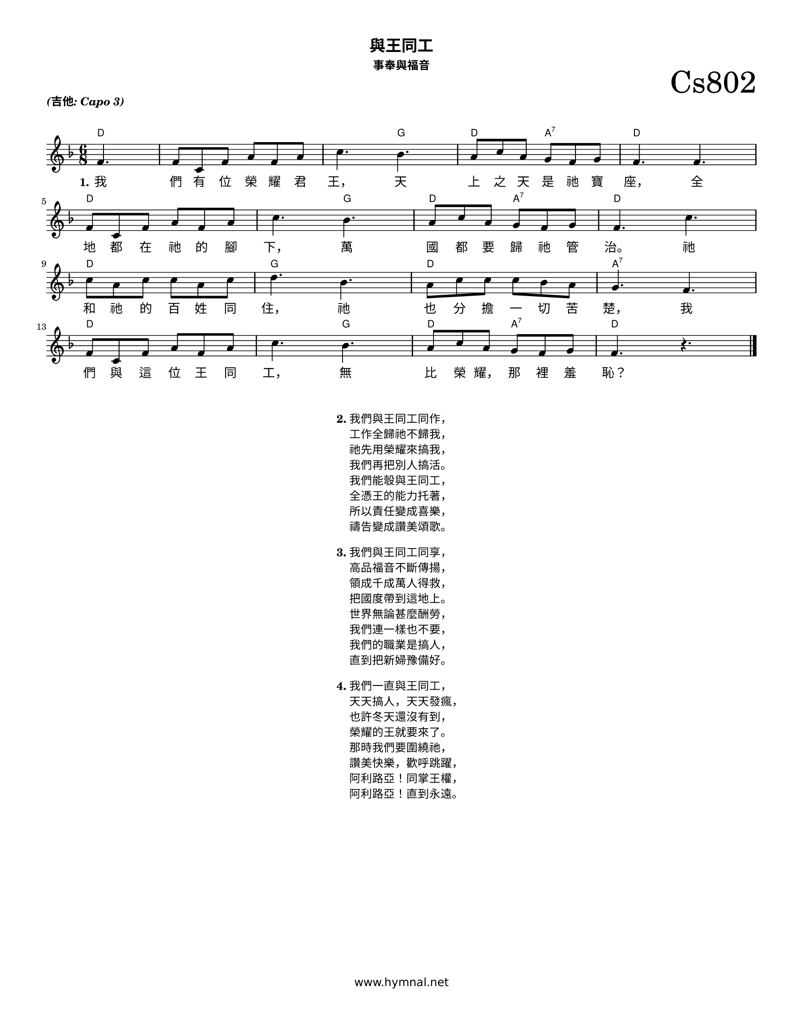 與王同工
事奉與福音
Cs802
(吉他: Capo 3)
D G D A7 D
6 8
1. 我 們 有 位 榮 耀 君 王， 天 上 之 天 是 祂 寶 座， 全
5 D G D A7 D
地 都 在 祂 的 腳 下， 萬 國 都 要 歸 祂 管 治。 祂
9 D G D A7
和 祂 的 百 姓 同 住， 祂 也 分 擔 一 切 苦 楚， 我
13 D G D A7 D
們 與 這 位 王 同 工， 無 比 榮 耀， 那 裡 羞 恥？
2. 我們與王同工同作，
工作全歸祂不歸我，
祂先用榮耀來搞我，
我們再把別人搞活。
我們能彀與王同工，
全憑王的能力托著，
所以責任變成喜樂，
禱告變成讚美頌歌。
3. 我們與王同工同享，
高品福音不斷傳揚，
領成千成萬人得救，
把國度帶到這地上。
世界無論甚麼酬勞，
我們連一樣也不要，
我們的職業是搞人，
直到把新婦豫備好。
4. 我們一直與王同工，
天天搞人，天天發瘋，
也許冬天還沒有到，
榮耀的王就要來了。
那時我們要圍繞祂，
讚美快樂，歡呼跳躍，
阿利路亞！同掌王權，
阿利路亞！直到永遠。
www.hymnal.net